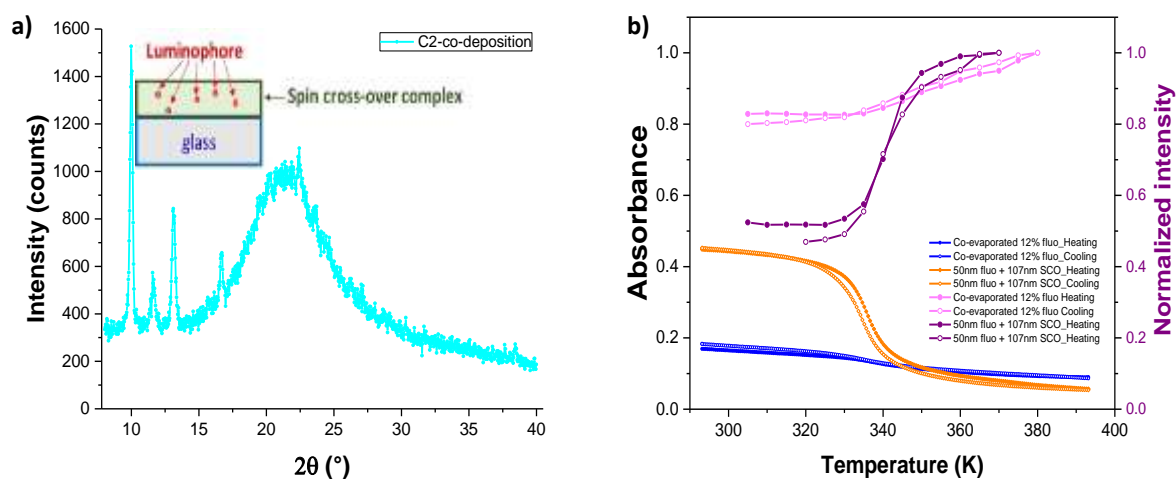 a)
C2-co-deposition
Luminophore
Spin cross-over complex
glass
Intensity (counts)
1600
1400
1200
1000
800
600
400
200
0
10
15
20
25
30
35
40
2θ (°)
b)
Absorbance
1.0
0.8
0.6
0.4
0.2
0.0
Co-evaporated 12% fluo_Heating
Co-evaporated 12% fluo_Cooling
50nm fluo + 107nm SCO_Heating
50nm fluo + 107nm SCO_Cooling
Co-evaporated 12% fluo Heating
Co-evaporated 12% fluo Cooling
50nm fluo + 107nm SCO_Heating
50nm fluo + 107nm SCO_Heating
1.0
0.8
0.6
0.4
0.2
0.0
Normalized intensity
300
320
340
360
380
400
Temperature (K)